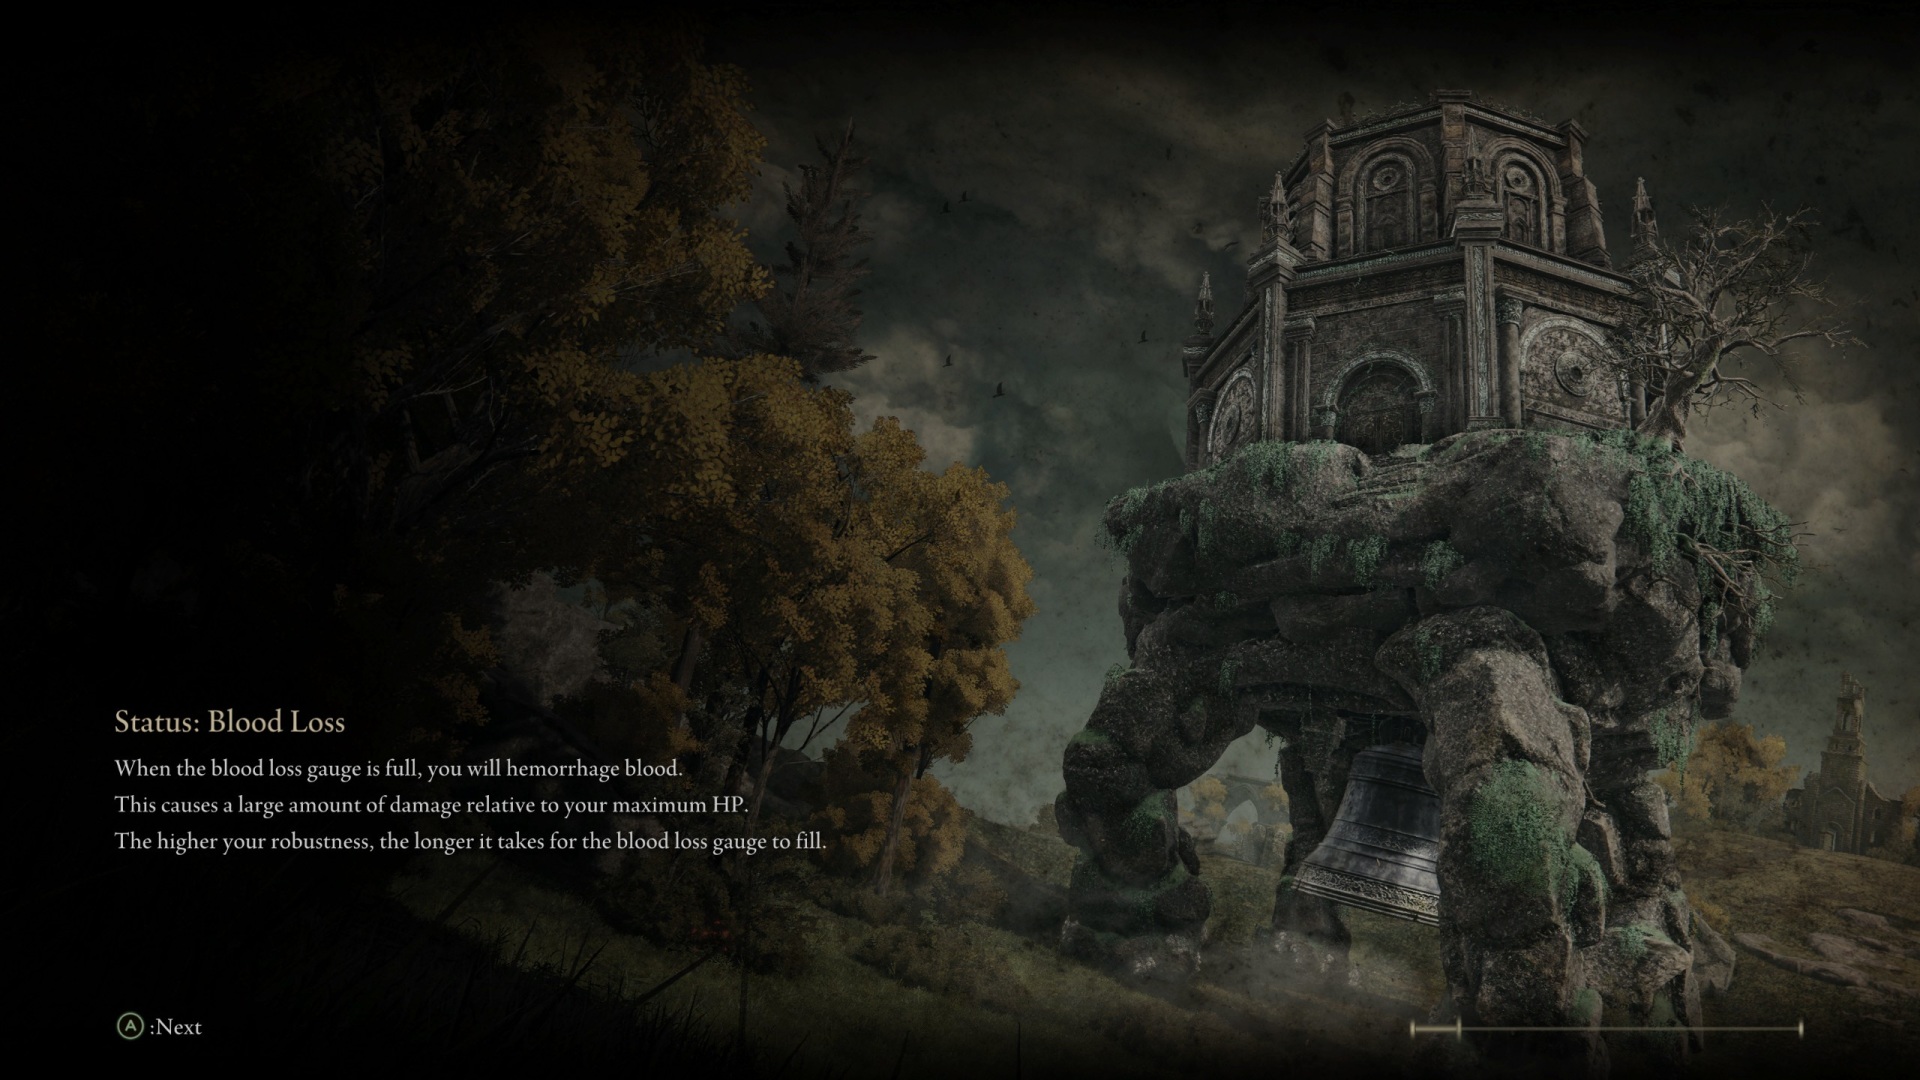 Status: Blood Loss
When the blood loss gauge is full, you will hemorrhage blood.
This causes a large amount of damage relative to your maximum HP.
The higher your robustness, the longer it takes for the blood loss gauge to fill.
A :Next